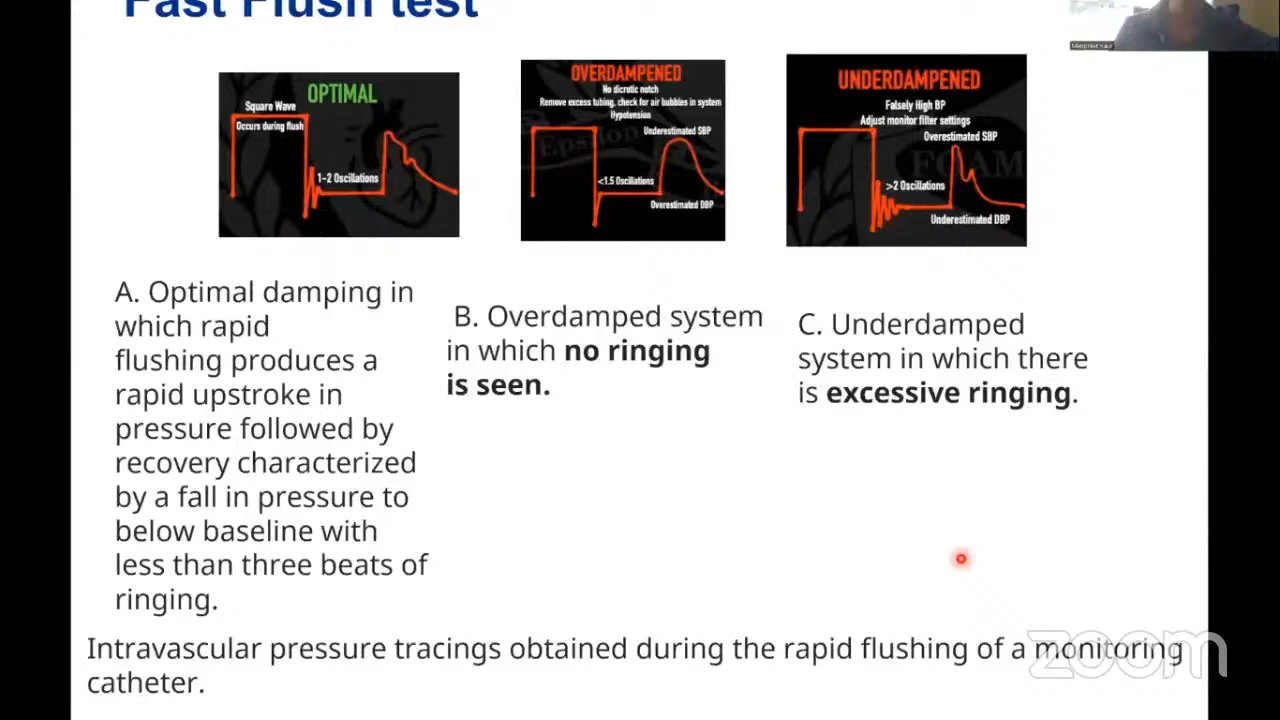 Fast Flush test
OPTIMAL
Square Wave
Occurs during flush
1-2 Oscillations
OVERDAMPENED
No dicrotic notch
Remove excess tubing, check for air bubbles in system
Hypotension
Underestimated SBP
<1.5 Oscillations
Overestimated DBP
Epsilon
UNDERDAMPENED
Falsely High BP
Adjust monitor filter settings
Overestimated SBP
FOAM
>2 Oscillations
Underestimated DBP
A. Optimal damping in
which rapid
flushing produces a
rapid upstroke in
pressure followed by
recovery characterized
by a fall in pressure to
below baseline with
less than three beats of
ringing.
B. Overdamped system
in which no ringing
is seen.
C. Underdamped
system in which there
is excessive ringing.
Intravascular pressure tracings obtained during the rapid flushing of a monitoring
catheter.
zoom